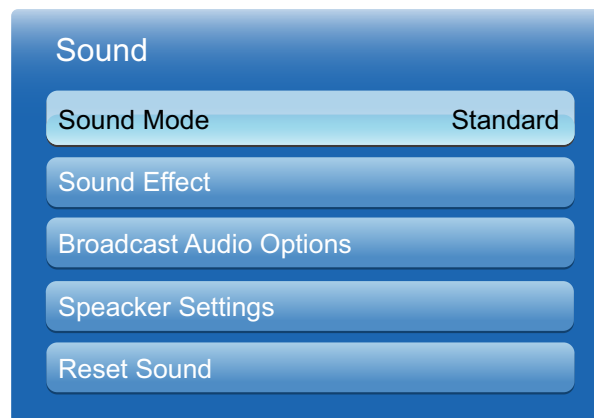 Sound
Sound Mode Standard
Sound Effect
Broadcast Audio Options
Speacker Settings
Reset Sound